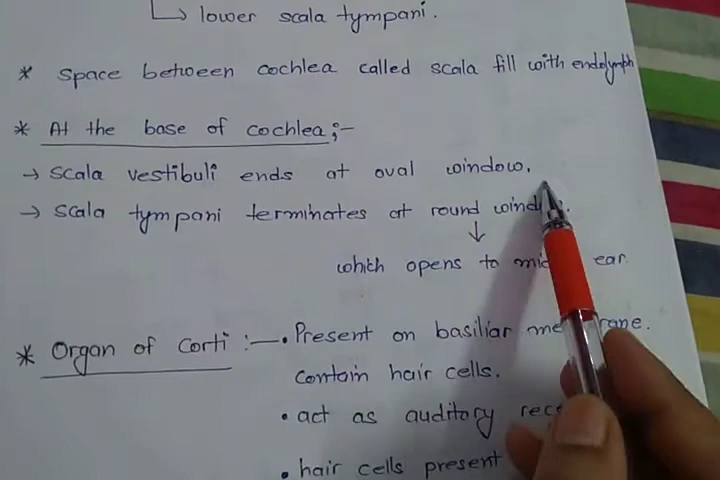 ↳ lower scala tympani.
* space between cochlea called scala fill with endolymph
* At the base of cochlea ;-
→ scala vestibuli ends at oval window.
→ scala tympani terminates at round
↓
which opens to ear.
* Organ of Corti :— • Present on basiliar
contain hair cells.
• act as auditory
• hair cells present